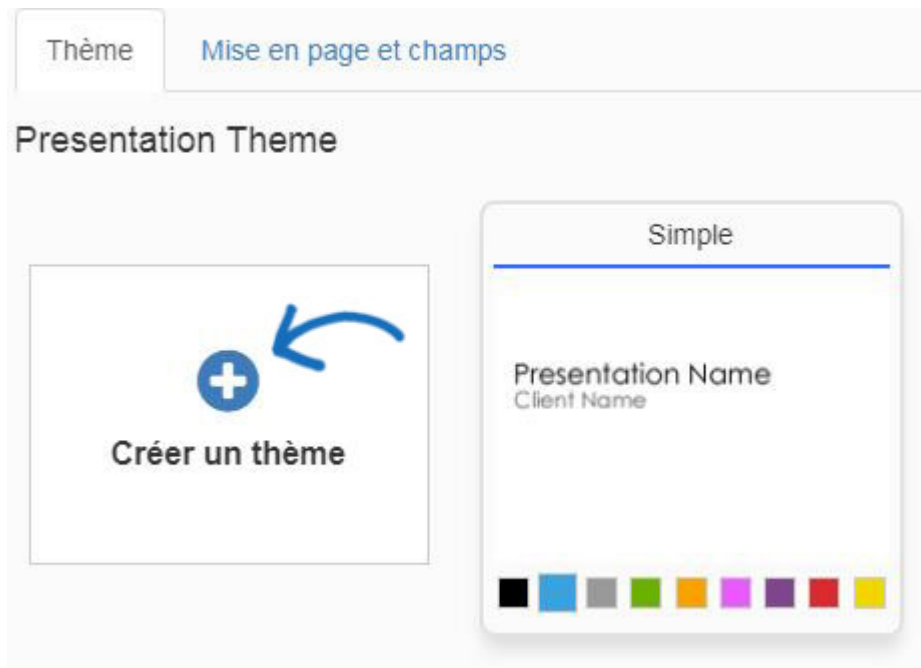 Thème
Mise en page et champs
Presentation Theme
Créer un thème
Simple
Presentation Name
Client Name